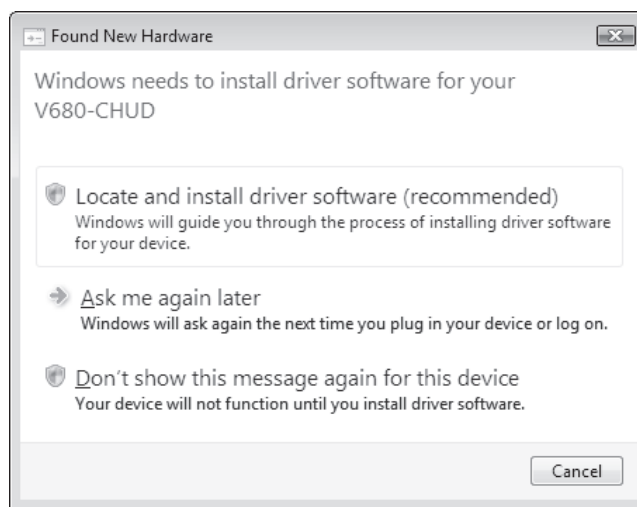 Found New Hardware
Windows needs to install driver software for your
V680-CHUD
Locate and install driver software (recommended)
Windows will guide you through the process of installing driver software
for your device.
Ask me again later
Windows will ask again the next time you plug in your device or log on.
Don't show this message again for this device
Your device will not function until you install driver software.
Cancel